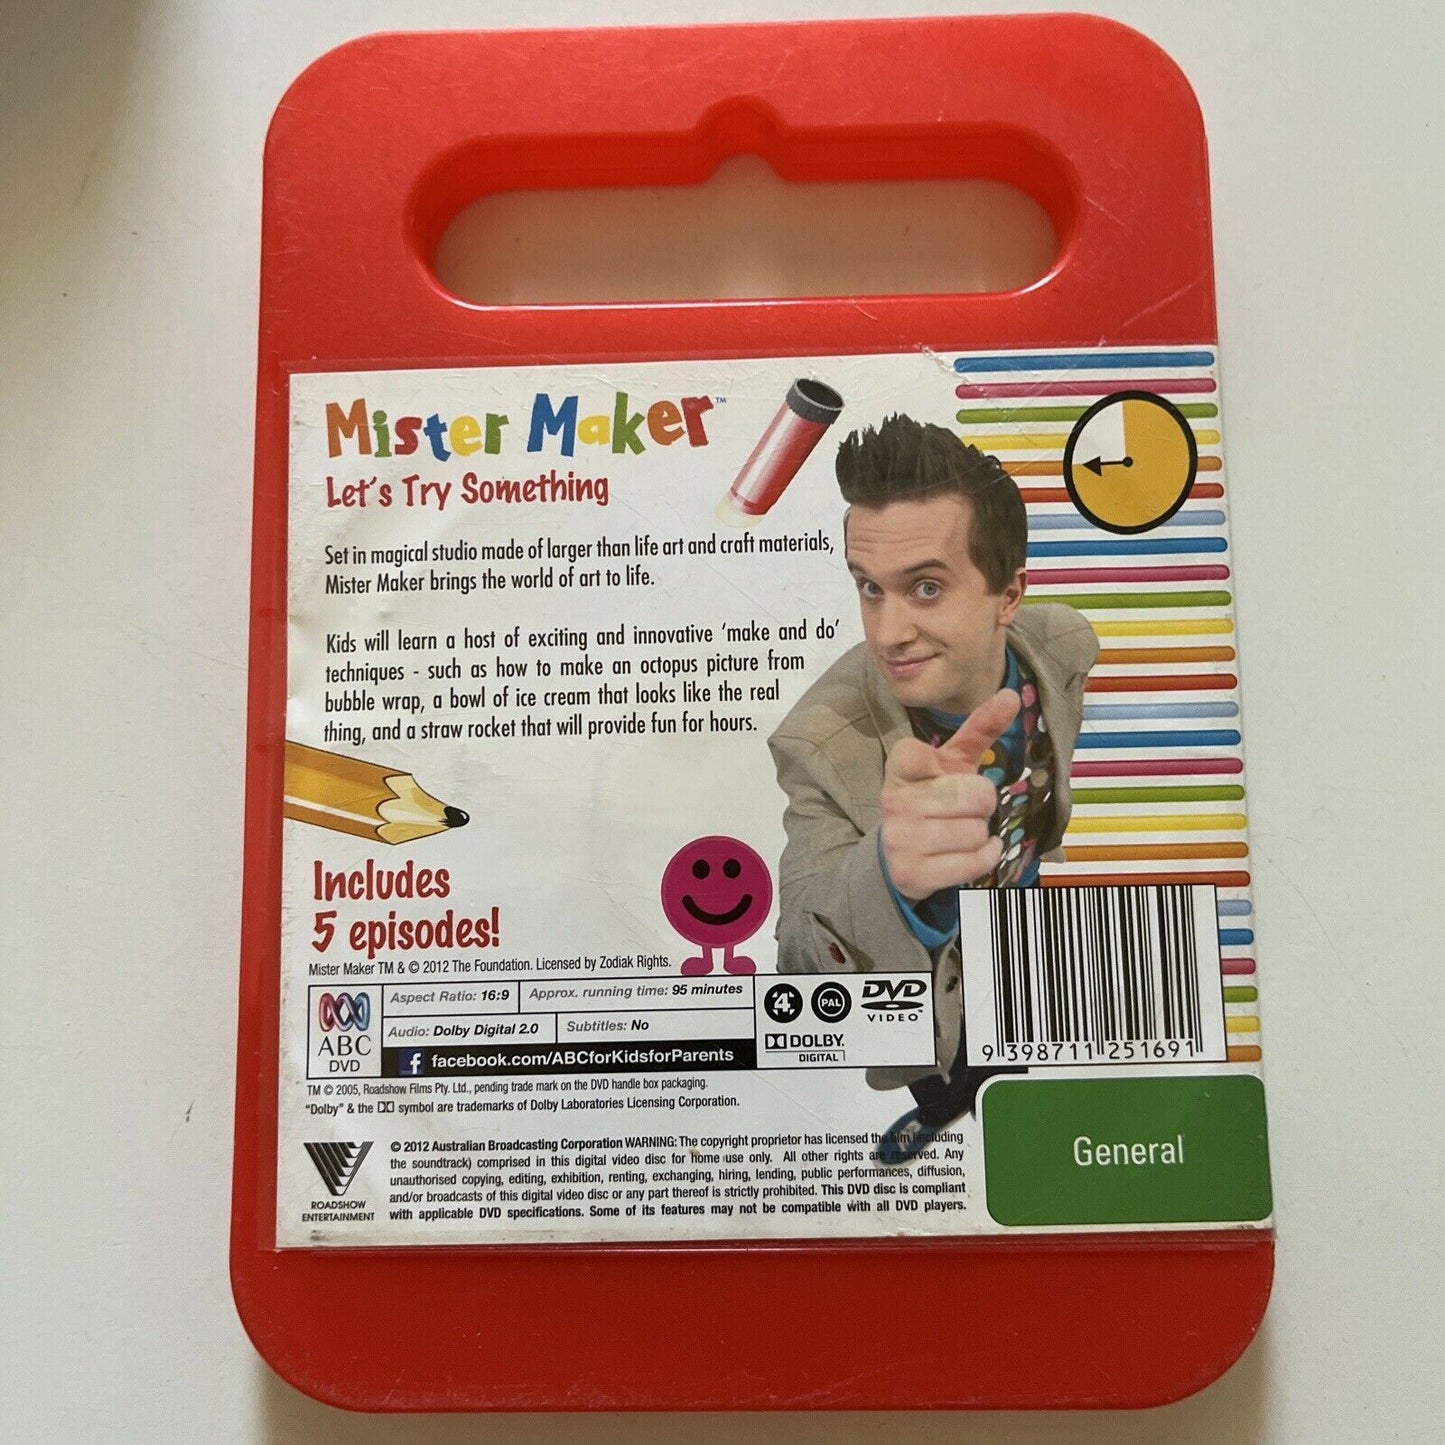 Mister Maker™
Let's Try Something
Set in magical studio made of larger than life art and craft materials,
Mister Maker brings the world of art to life.
Kids will learn a host of exciting and innovative 'make and do'
techniques - such as how to make an octopus picture from
bubble wrap, a bowl of ice cream that looks like the real
thing, and a straw rocket that will provide fun for hours.
Includes
5 episodes!
Mister Maker TM & © 2012 The Foundation. Licensed by Zodiak Rights.
ABC
DVD
Aspect Ratio: 16:9
Approx. running time: 95 minutes
Audio: Dolby Digital 2.0
Subtitles: No
f facebook.com/ABCforKidsforParents
4
PAL
DVD
VIDEO™
DOLBY
DIGITAL
9 398711 251691
TM © 2005, Roadshow Films Pty. Ltd., pending trade mark on the DVD handle box packaging.
"Dolby" & the DD symbol are trademarks of Dolby Laboratories Licensing Corporation.
ROADSHOW
ENTERTAINMENT
© 2012 Australian Broadcasting Corporation WARNING: The copyright proprietor has licensed the film (including
the soundtrack) comprised in this digital video disc for home use only. All other rights are reserved. Any
unauthorised copying, editing, exhibition, renting, exchanging, hiring, lending, public performances, diffusion,
and/or broadcasts of this digital video disc or any part thereof is strictly prohibited. This DVD disc is compliant
with applicable DVD specifications. Some of its features may not be compatible with all DVD players.
General